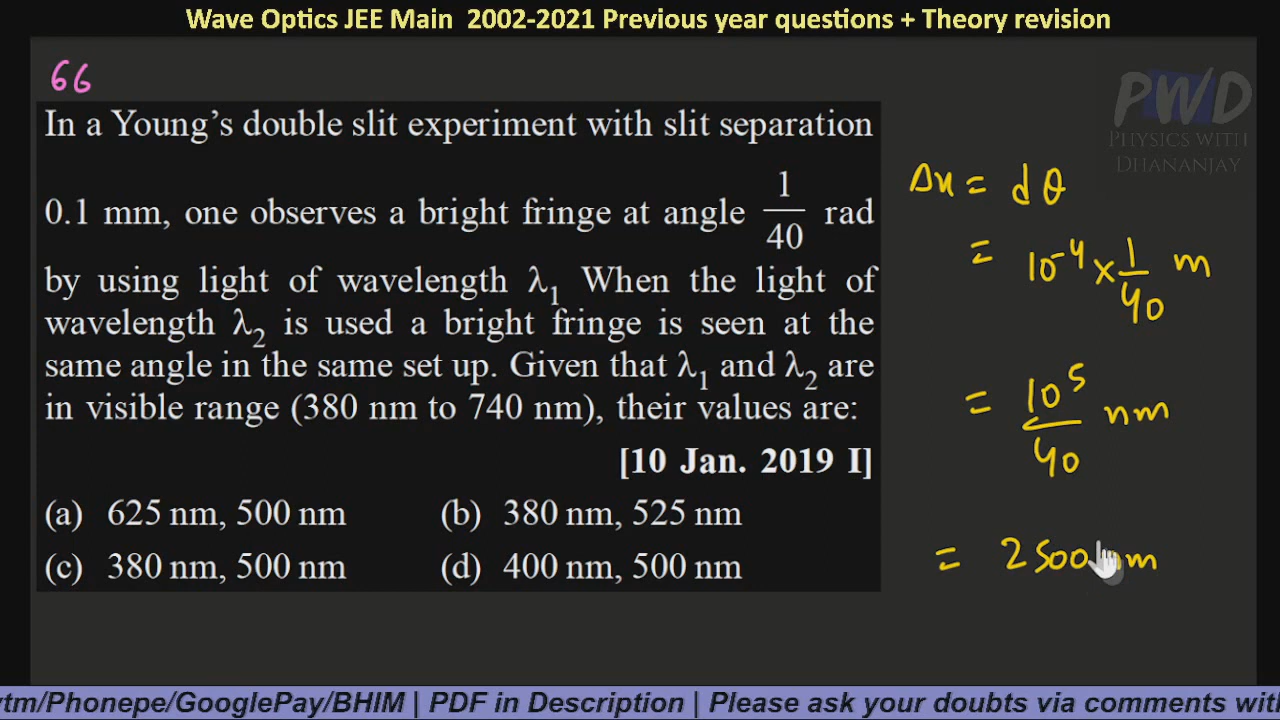 Wave Optics JEE Main 2002-2021 Previous year questions + Theory revision
66
PWD
PHYSICS WITH
DHANANJAY
In a Young's double slit experiment with slit separation
0.1 mm, one observes a bright fringe at angle 1/40 rad
by using light of wavelength λ₁ When the light of
wavelength λ₂ is used a bright fringe is seen at the
same angle in the same set up. Given that λ₁ and λ₂ are
in visible range (380 nm to 740 nm), their values are:
[10 Jan. 2019 I]
(a) 625 nm, 500 nm (b) 380 nm, 525 nm
(c) 380 nm, 500 nm (d) 400 nm, 500 nm
Δx = dθ
= 10⁻⁴ × 1/40 m
= 10⁵/40 nm
= 2500 nm
ytm/Phonepe/GooglePay/BHIM | PDF in Description | Please ask your doubts via comments with